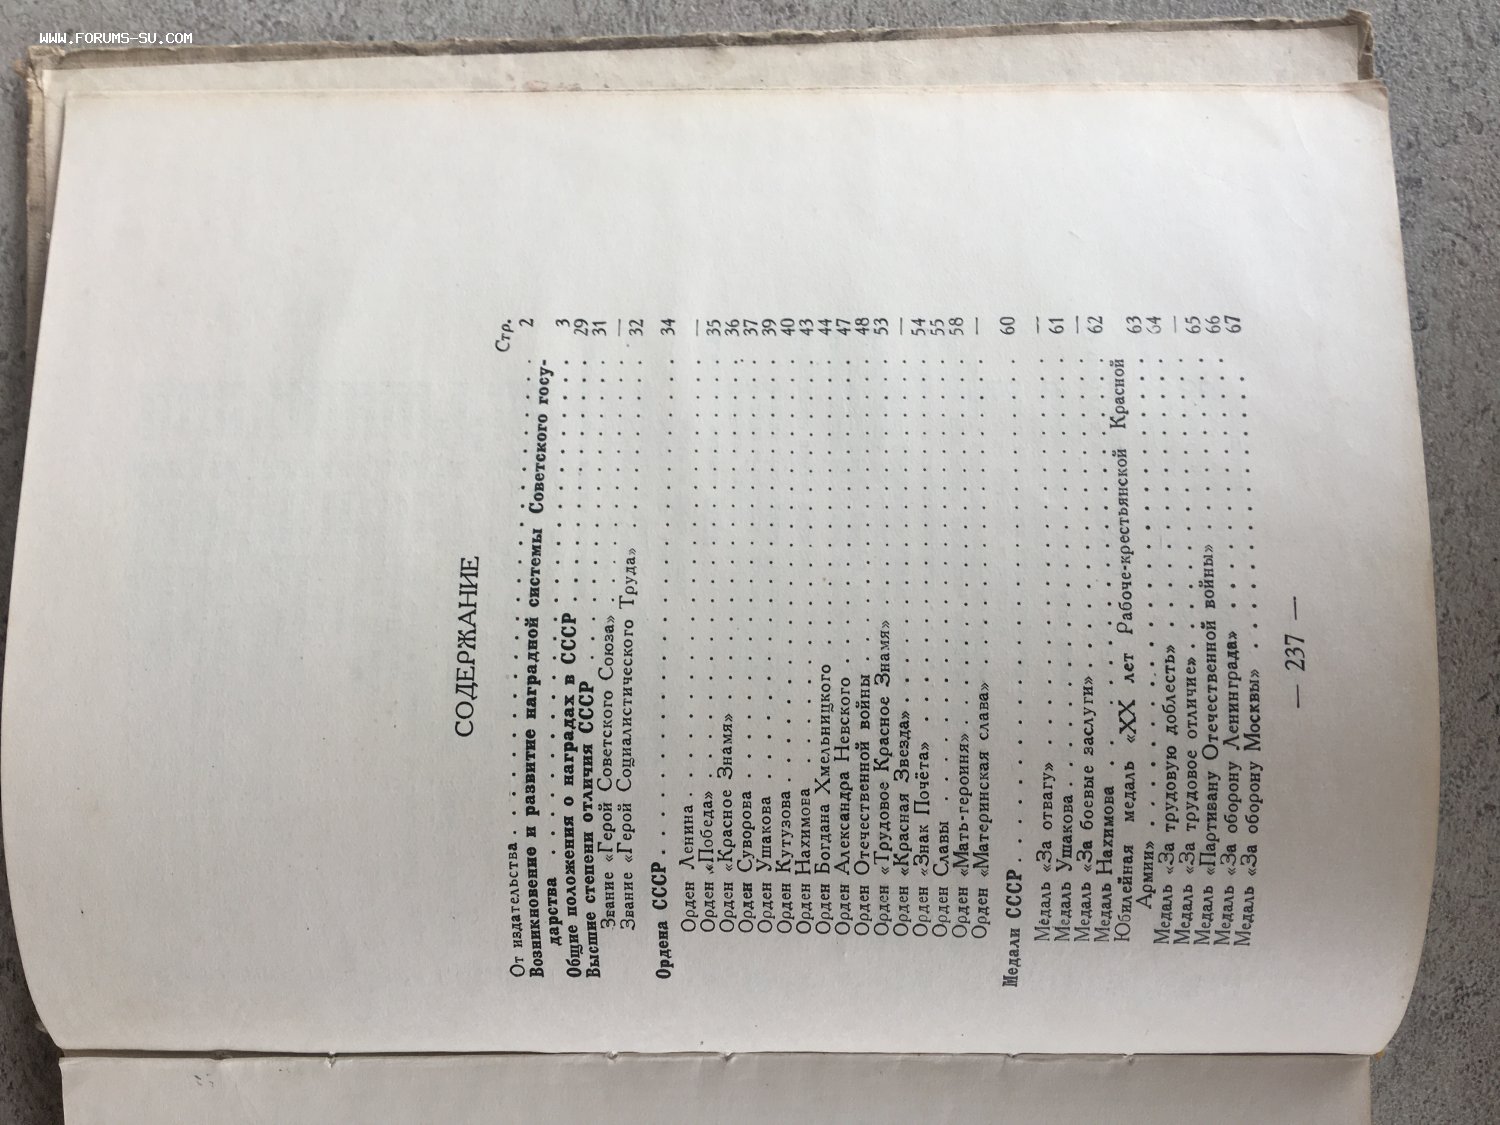 WWW.FORUMS-SU.COM
СОДЕРЖАНИЕ
Стр.
От издательства . . . . . . . . . . . . . . . . . . 2
Возникновение и развитие наградной системы Советского госу-
дарства . . . . . . . . . . . . . . . . . . 3
Общие положения о наградах в СССР . . . . . . . . . . . . 29
Высшие степени отличия СССР . . . . . . . . . . . . 31
Звание «Герой Советского Союза» . . . . . . . . . . . . —
Звание «Герой Социалистического Труда» . . . . . . . . . 32
Ордена СССР . . . . . . . . . . . . . . . . . . 34
Орден Ленина . . . . . . . . . . . . . . . . . . —
Орден «Победа» . . . . . . . . . . . . . . . . . . 35
Орден «Красное Знамя» . . . . . . . . . . . . . . . 36
Орден Суворова . . . . . . . . . . . . . . . . . . 37
Орден Ушакова . . . . . . . . . . . . . . . . . . 39
Орден Кутузова . . . . . . . . . . . . . . . . . . 40
Орден Нахимова . . . . . . . . . . . . . . . . . . 43
Орден Богдана Хмельницкого . . . . . . . . . . . . . 44
Орден Александра Невского . . . . . . . . . . . . . 47
Орден Отечественной войны . . . . . . . . . . . . . 48
Орден «Трудовое Красное Знамя» . . . . . . . . . . . 53
Орден «Красная Звезда» . . . . . . . . . . . . . . . —
Орден «Знак Почёта» . . . . . . . . . . . . . . . . 54
Орден Славы . . . . . . . . . . . . . . . . . . 55
Орден «Мать-героиня» . . . . . . . . . . . . . . . . 58
Орден «Материнская слава» . . . . . . . . . . . . . —
Медали СССР . . . . . . . . . . . . . . . . . . 60
Медаль «За отвагу» . . . . . . . . . . . . . . . . —
Медаль Ушакова . . . . . . . . . . . . . . . . . . 61
Медаль «За боевые заслуги» . . . . . . . . . . . . . —
Медаль Нахимова . . . . . . . . . . . . . . . . . . 62
Юбилейная медаль «XX лет Рабоче-крестьянской Красной
Армии» . . . . . . . . . . . . . . . . . . 63
Медаль «За трудовую доблесть» . . . . . . . . . . . . 64
Медаль «За трудовое отличие» . . . . . . . . . . . . —
Медаль «Партизану Отечественной войны» . . . . . . . . 65
Медаль «За оборону Ленинграда» . . . . . . . . . . . . 66
Медаль «За оборону Москвы» . . . . . . . . . . . . . 67
— 237 —